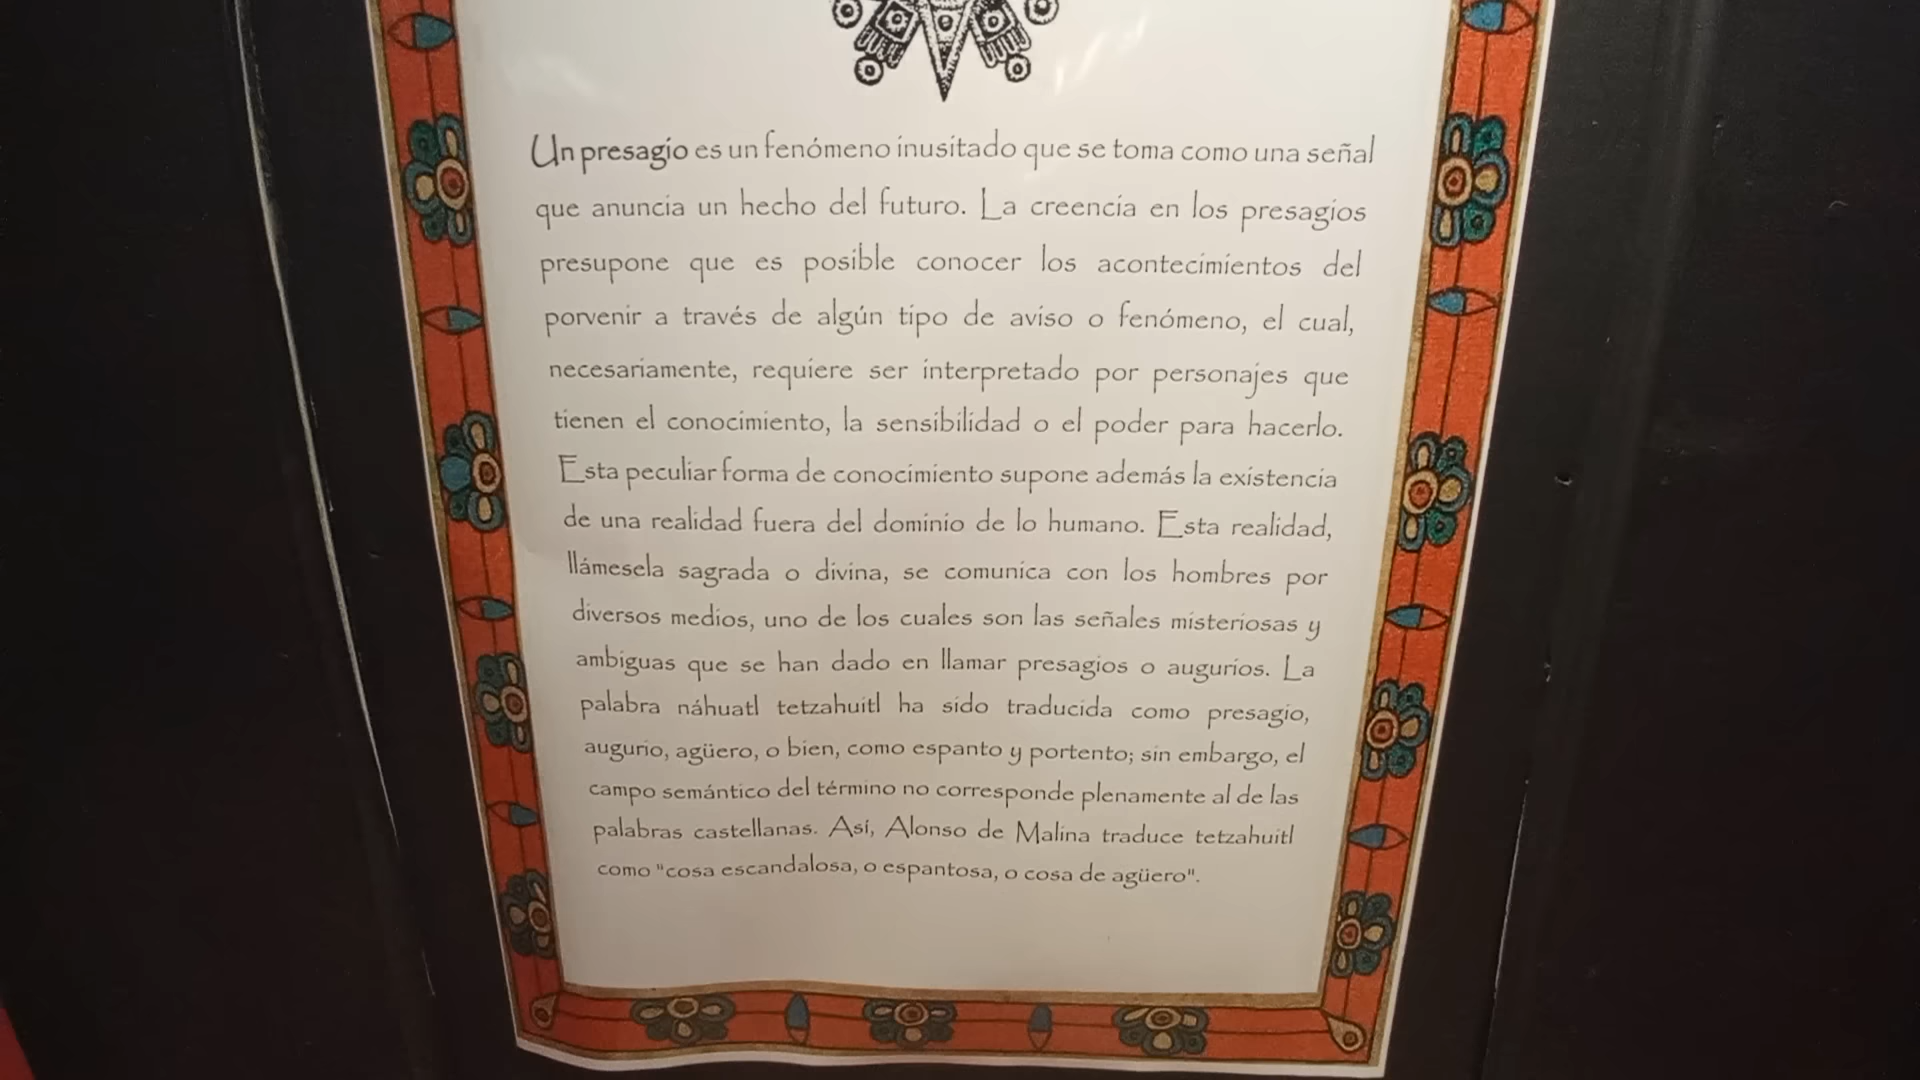 Un presagio es un fenómeno inusitado que se toma como una señal
que anuncia un hecho del futuro. La creencia en los presagios
presupone que es posible conocer los acontecimientos del
porvenir a través de algún tipo de aviso o fenómeno, el cual,
necesariamente, requiere ser interpretado por personajes que
tienen el conocimiento, la sensibilidad o el poder para hacerlo.
Esta peculiar forma de conocimiento supone además la existencia
de una realidad fuera del dominio de lo humano. Esta realidad,
llámesela sagrada o divina, se comunica con los hombres por
diversos medios, uno de los cuales son las señales misteriosas y
ambiguas que se han dado en llamar presagios o augurios. La
palabra náhuatl tetzahuitl ha sido traducida como presagio,
augurio, agüero, o bien, como espanto y portento; sin embargo, el
campo semántico del término no corresponde plenamente al de las
palabras castellanas. Así, Alonso de Malina traduce tetzahuitl
como "cosa escandalosa, o espantosa, o cosa de agüero".